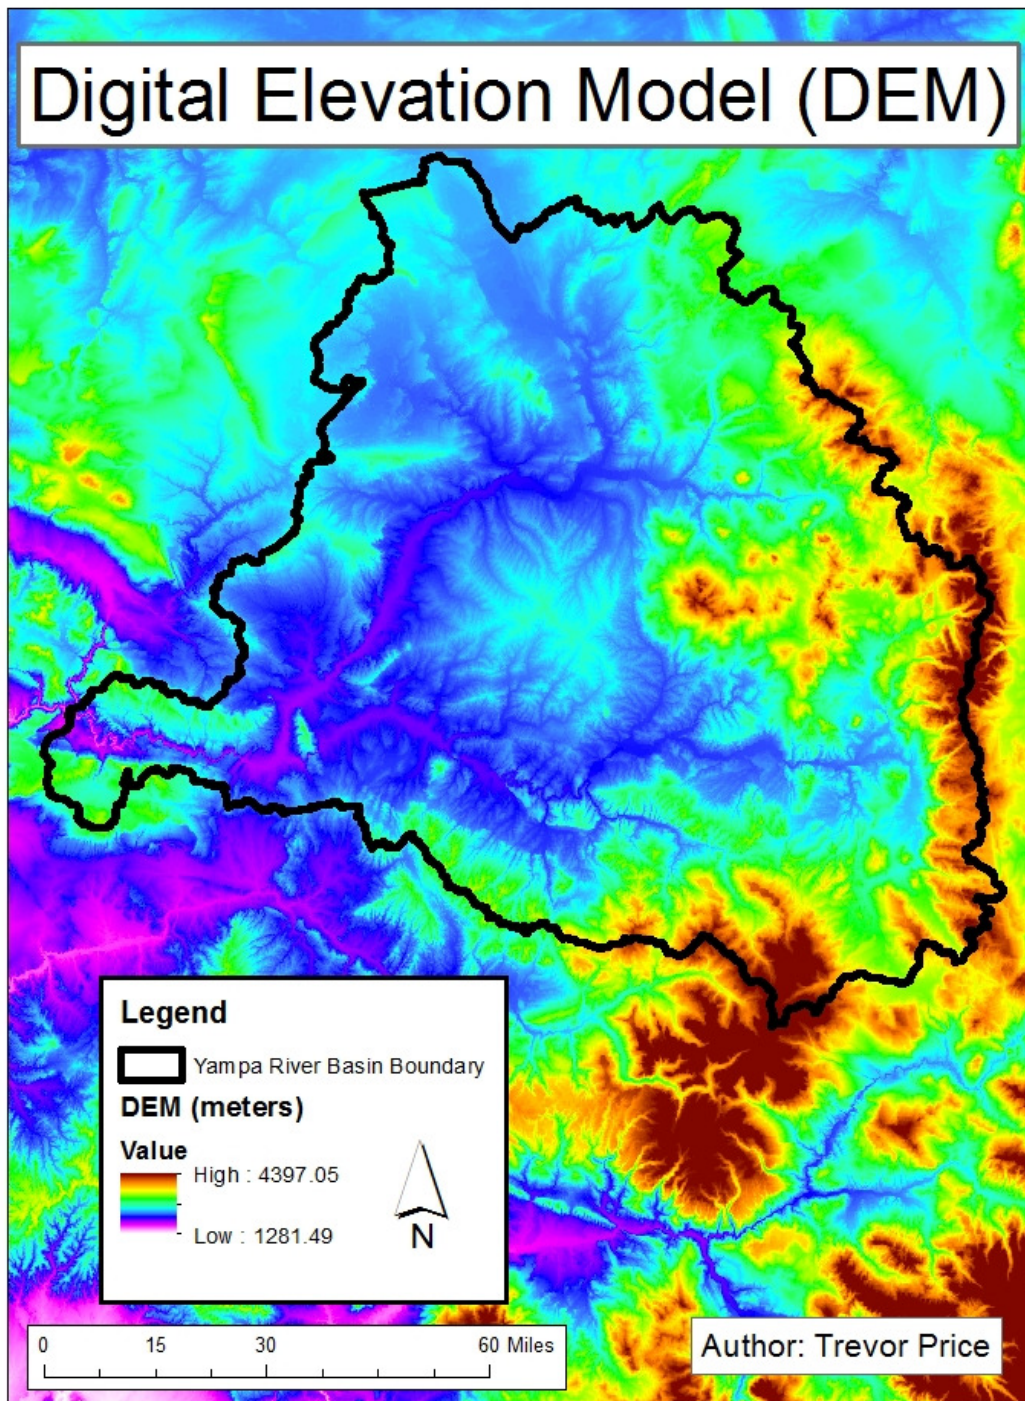 Digital Elevation Model (DEM)
Legend
Yampa River Basin Boundary
DEM (meters)
Value
High : 4397.05
Low : 1281.49
N
0 15 30 60 Miles
Author: Trevor Price